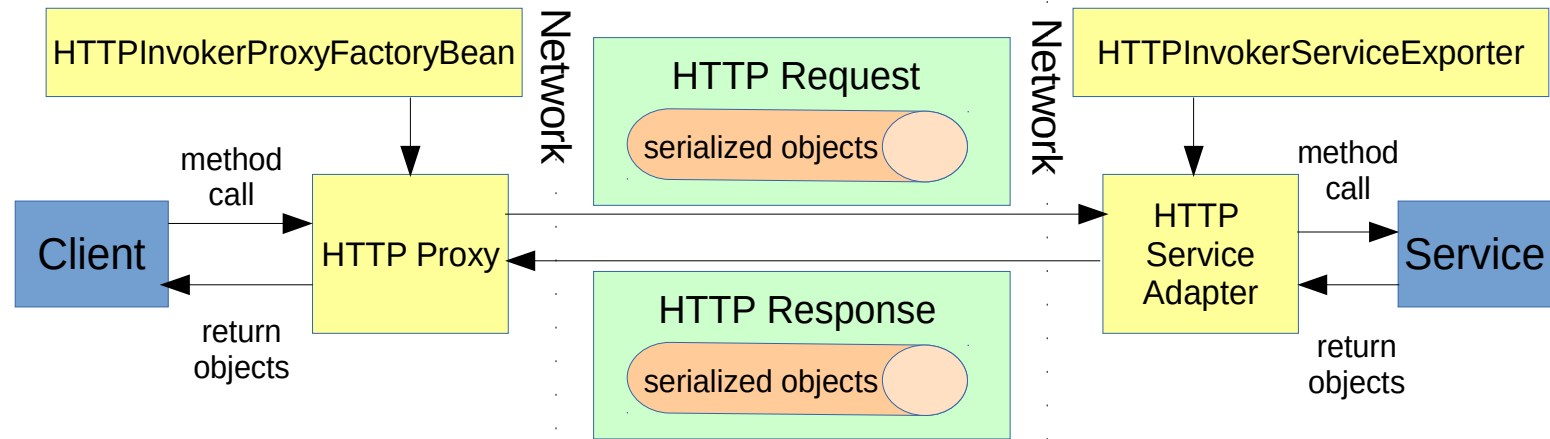 HTTPInvokerProxyFactoryBean
Network
HTTP Request
serialized objects
Network
HTTPInvokerServiceExporter
method
call
Client
return
objects
HTTP Proxy
HTTP
Service
Adapter
method
call
Service
return
objects
HTTP Response
serialized objects